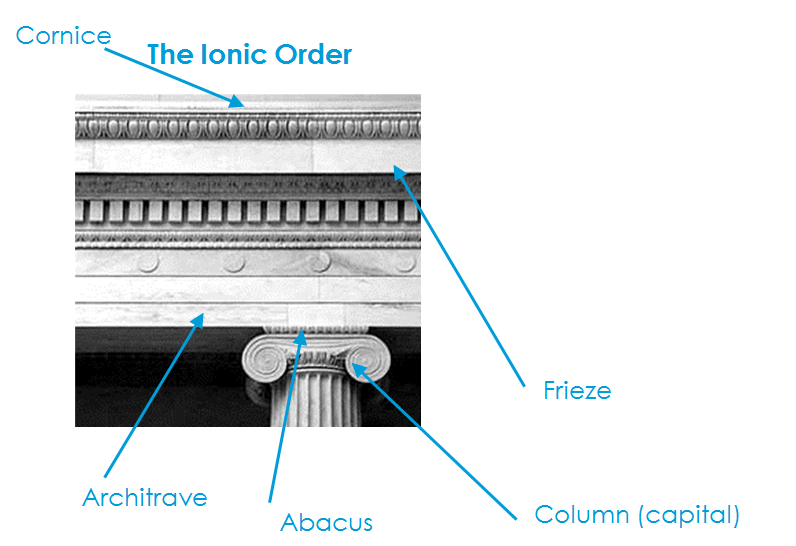 Cornice
The Ionic Order
Frieze
Architrave
Abacus
Column (capital)